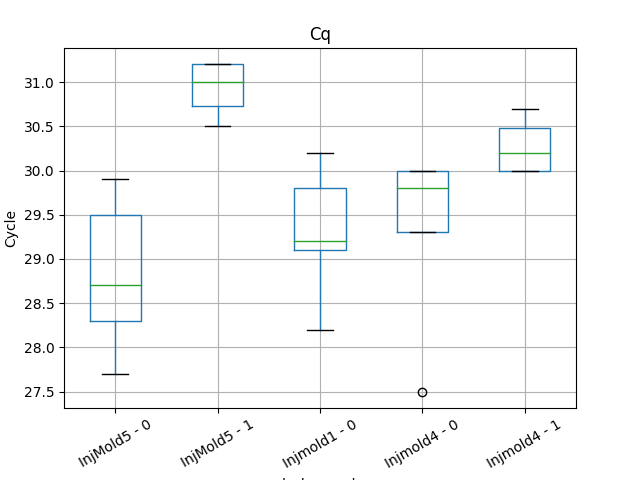 Cq
31.0
30.5
30.0
29.5
29.0
28.5
28.0
27.5
Cycle
InjMold5 - 0
InjMold5 - 1
Injmold1 - 0
Injmold4 - 0
Injmold4 - 1